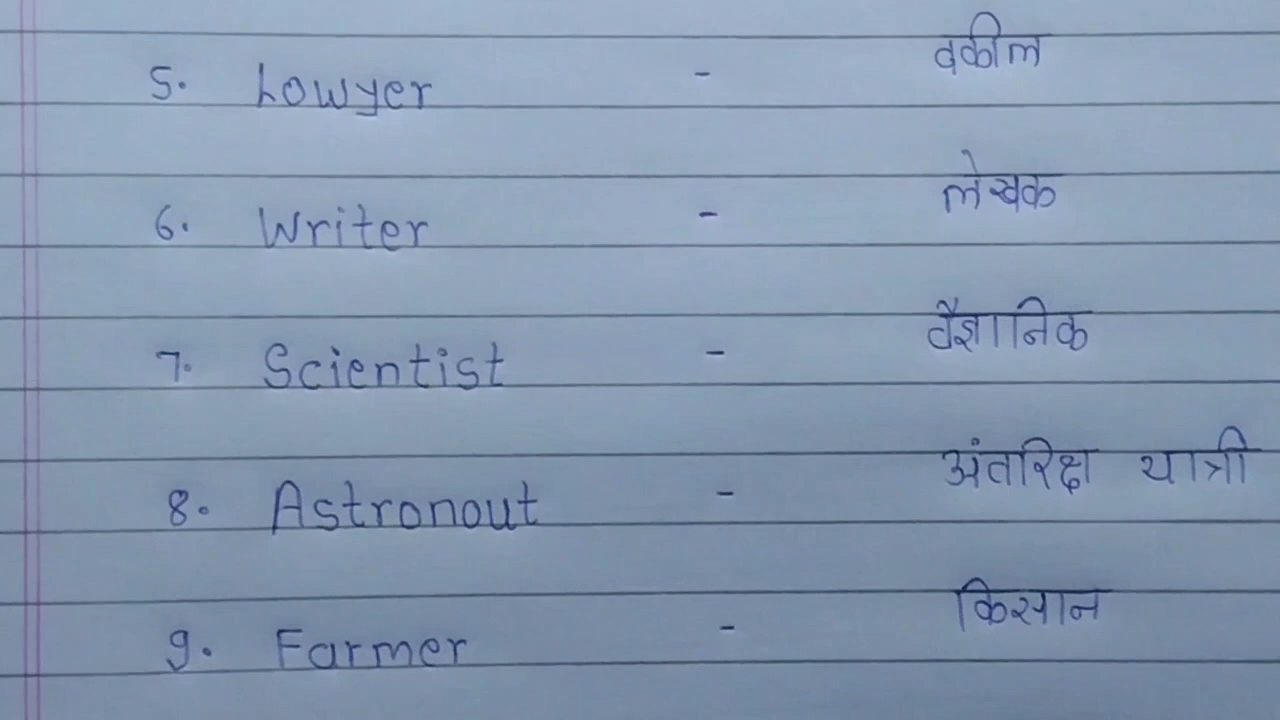 5. Lowyer - वकील
6. Writer - लेखक
7. Scientist - वैज्ञानिक
8. Astronout - अंतरिक्ष यात्री
9. Farmer - किसान